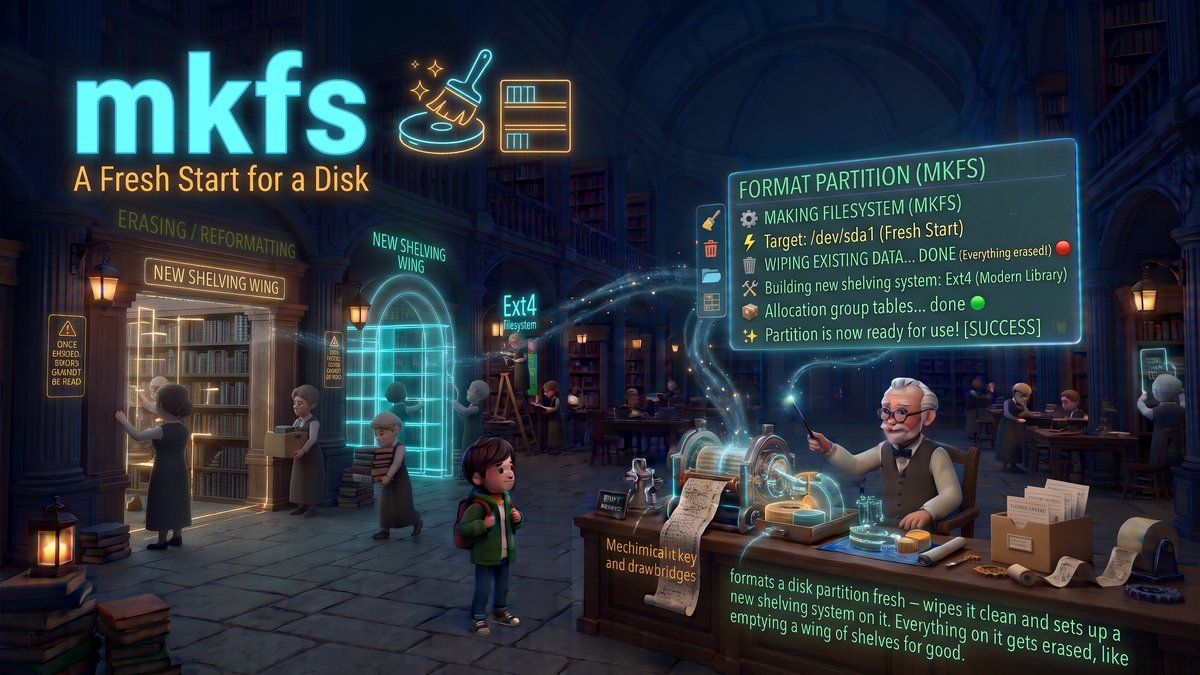 mkfs
A Fresh Start for a Disk
ERASING / REFORMATTING
NEW SHELVING WING
NEW SHELVING
WING
ONCE
BE READ
Ext4
Filesystem
FORMAT PARTITION (MKFS)
MAKING FILESYSTEM (MKFS)
Target: /dev/sda1 (Fresh Start)
WIPING EXISTING DATA... DONE (Everything erased!)
Building new shelving system: Ext4 (Modern Library)
Allocation group tables... done
Partition is now ready for use! [SUCCESS]
Mechimical it key
and drawbridges
formats a disk partition fresh — wipes it clean and sets up a
new shelving system on it. Everything on it gets erased, like
emptying a wing of shelves for good.